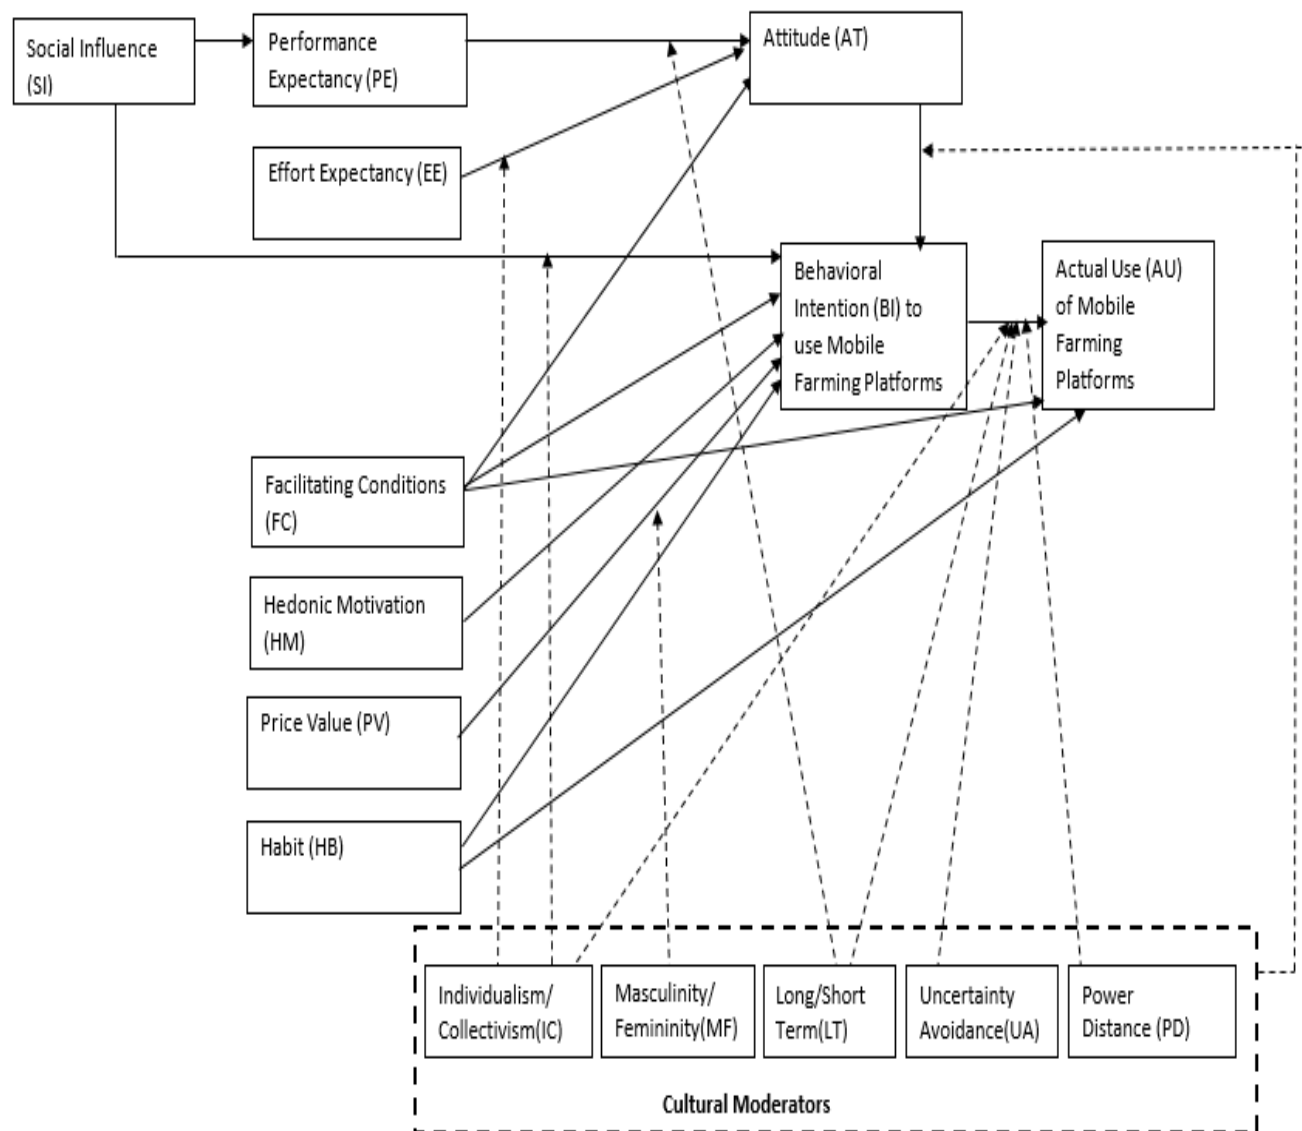 Social Influence
(SI)
Performance
Expectancy (PE)
Attitude (AT)
Effort Expectancy (EE)
Behavioral
Intention (BI) to
use Mobile
Farming Platforms
Actual Use (AU)
of Mobile
Farming
Platforms
Facilitating Conditions
(FC)
Hedonic Motivation
(HM)
Price Value (PV)
Habit (HB)
Individualism/
Collectivism(IC)
Masculinity/
Femininity(MF)
Long/Short
Term(LT)
Uncertainty
Avoidance(UA)
Power
Distance (PD)
Cultural Moderators